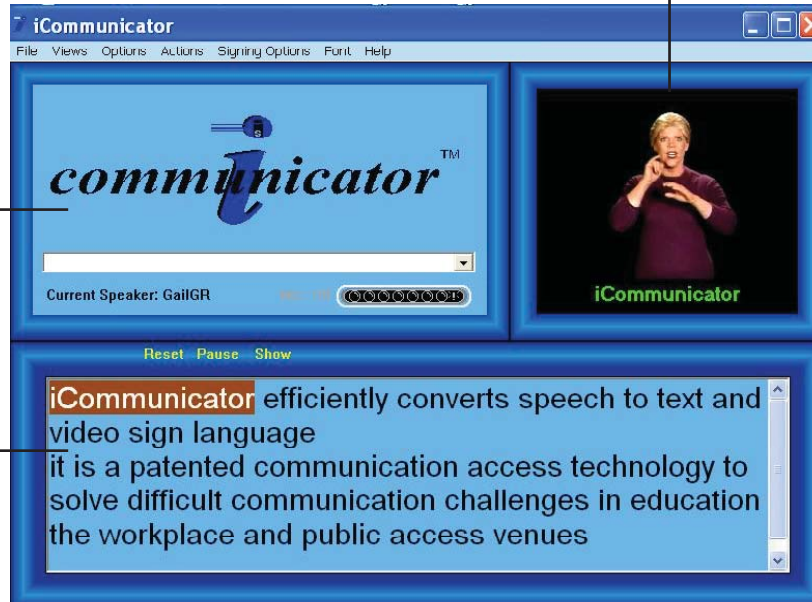 iCommunicator
File Views Options Actions Signing Options Font Help
communicator™
Current Speaker: GailGR
iCommunicator
Reset Pause Show
iCommunicator efficiently converts speech to text and
video sign language
it is a patented communication access technology to
solve difficult communication challenges in education
the workplace and public access venues